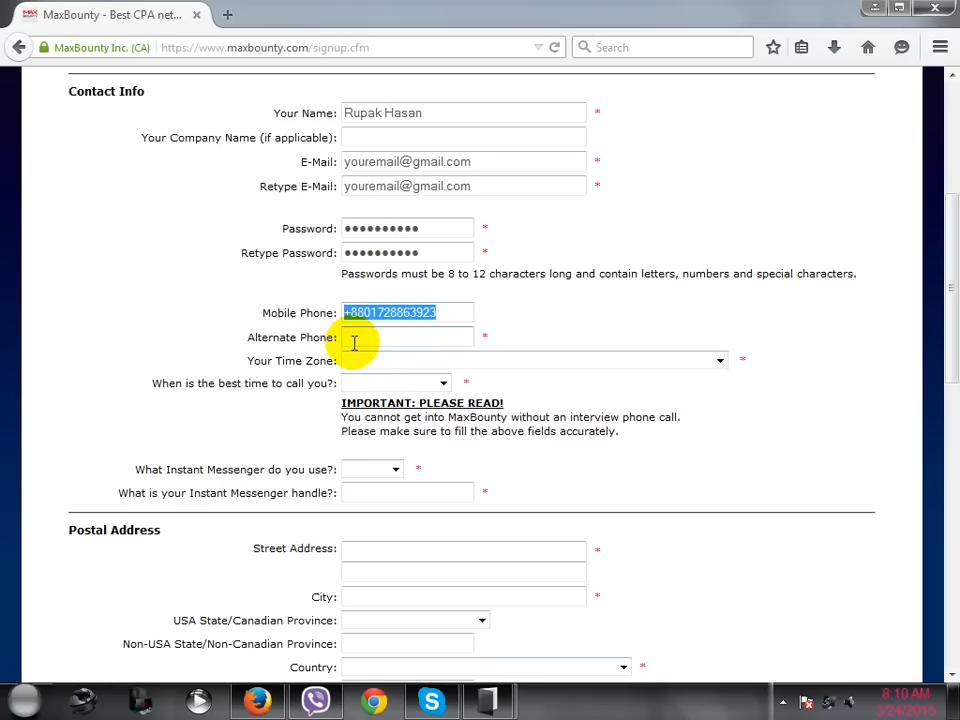 MaxBounty - Best CPA net...
MaxBounty Inc. (CA)
https://www.maxbounty.com/signup.cfm
Search
Contact Info
Your Name: Rupak Hasan *
Your Company Name (if applicable):
E-Mail: youremail@gmail.com *
Retype E-Mail: youremail@gmail.com *
Password: ●●●●●●●●●● *
Retype Password: ●●●●●●●●●● *
Passwords must be 8 to 12 characters long and contain letters, numbers and special characters.
Mobile Phone: +8801728863923
Alternate Phone: *
Your Time Zone: *
When is the best time to call you?: *
IMPORTANT: PLEASE READ!
You cannot get into MaxBounty without an interview phone call.
Please make sure to fill the above fields accurately.
What Instant Messenger do you use?: *
What is your Instant Messenger handle?: *
Postal Address
Street Address: *
City: *
USA State/Canadian Province:
Non-USA State/Non-Canadian Province:
Country: *
8:10 AM
3/24/2015